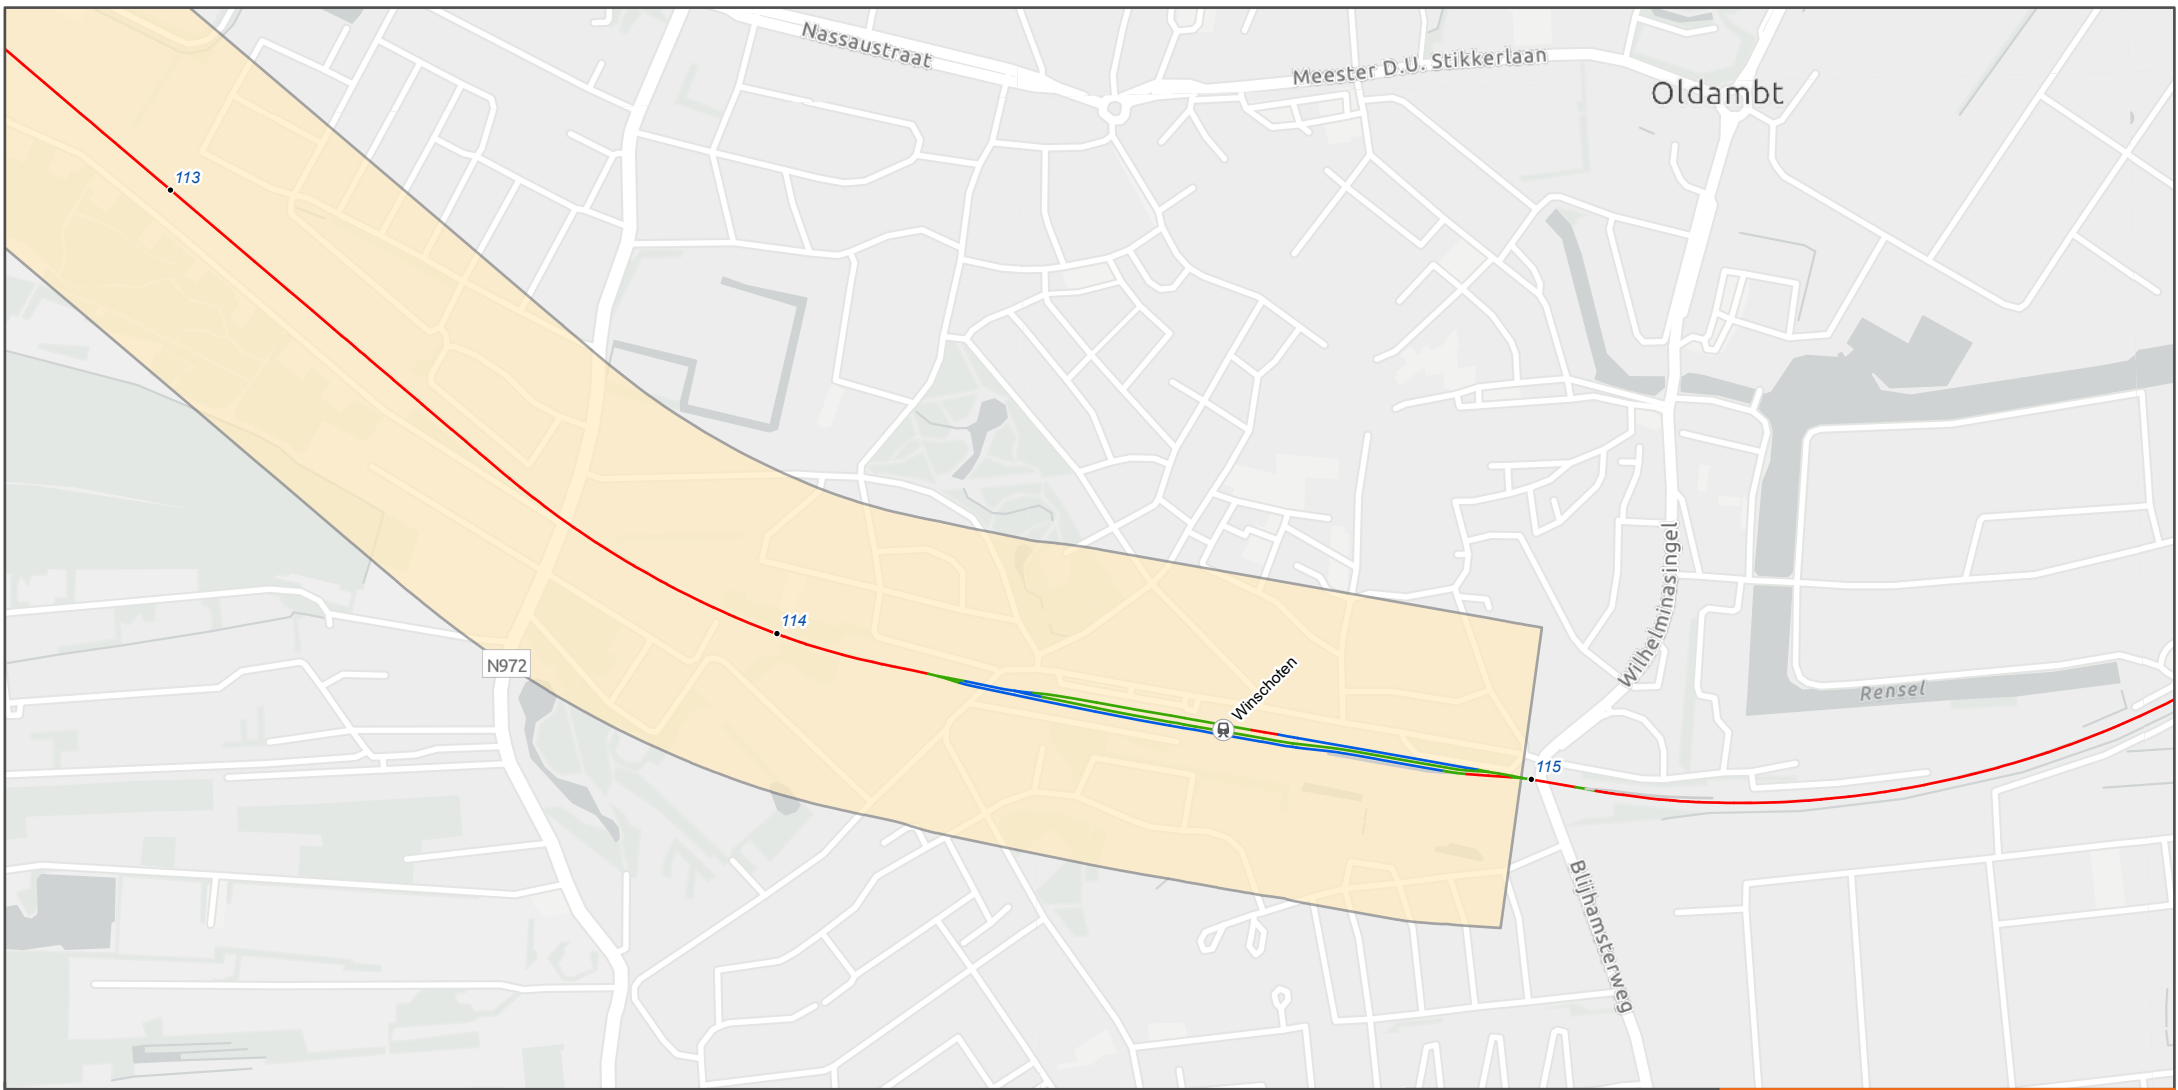 Nassaustraat
Meester D.U. Stikkerlaan
Oldambt
113
114
N972
Winschoten
115
Wilhelminasingel
Rensel
Blijhamsterweg